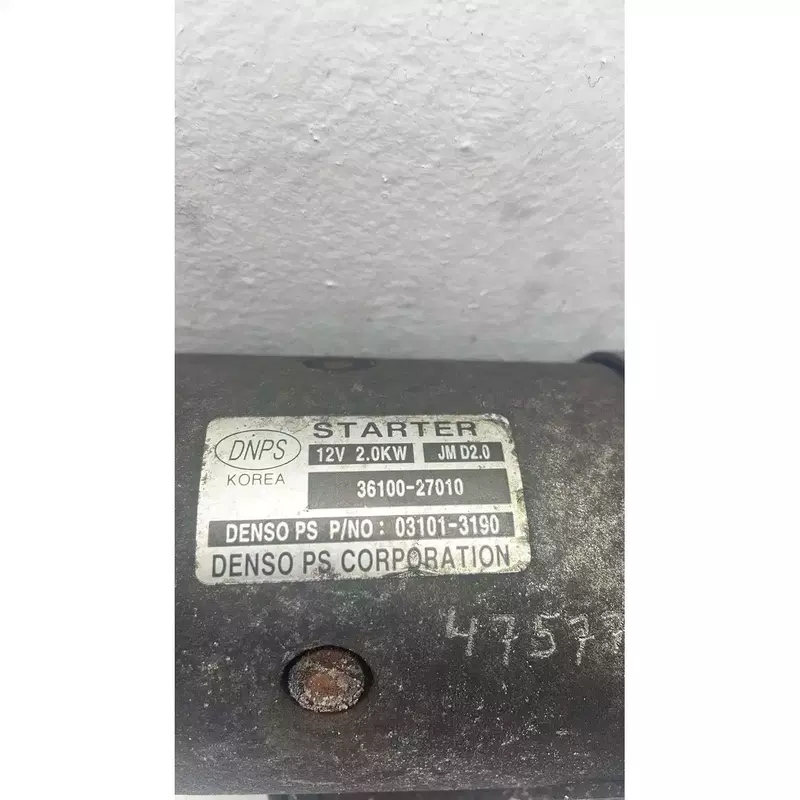 STARTER
DNPS
KOREA
12V 2.0KW JM D2.0
36100-27010
DENSO PS P/NO : 03101-3190
DENSO PS CORPORATION
47577